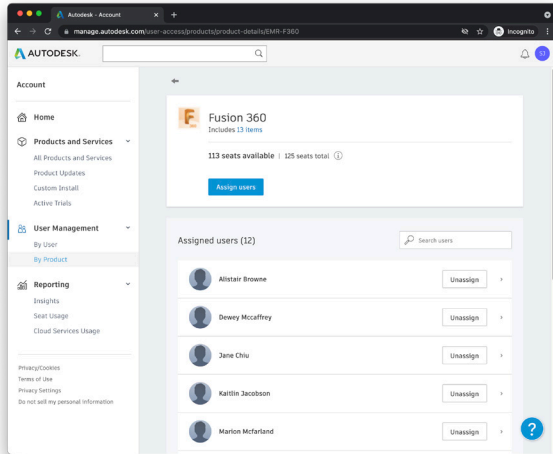 Autodesk - Account
manage.autodesk.com/user-access/products/product-details/EMR-F360
Incognito
AUTODESK.
SJ
Account
Home
Products and Services
All Products and Services
Product Updates
Custom Install
Active Trials
User Management
By User
By Product
Reporting
Insights
Seat Usage
Cloud Services Usage
Privacy/Cookies
Terms of Use
Privacy Settings
Do not sell my personal information
Fusion 360
Includes 13 items
113 seats available | 125 seats total
Assign users
Assigned users (12)
Search users
Alistair Browne Unassign
Dewey Mccaffrey Unassign
Jane Chiu Unassign
Kaitlin Jacobson Unassign
Marion Mcfarland Unassign
?